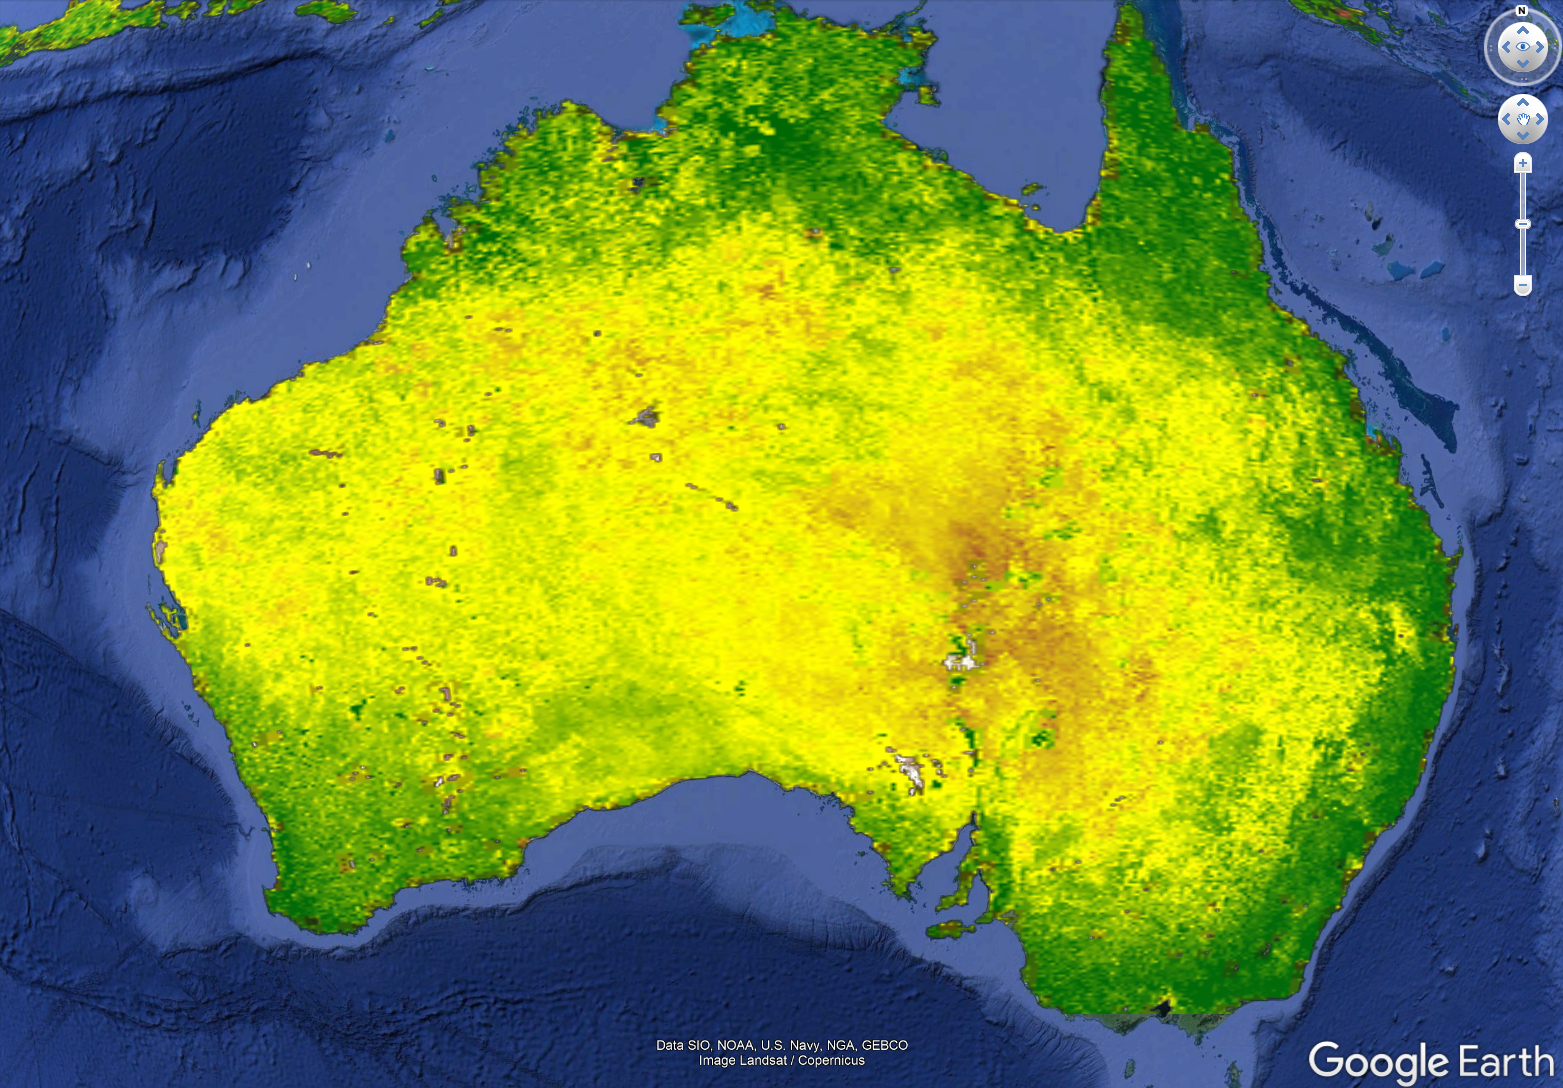 N
Data SIO, NOAA, U.S. Navy, NGA, GEBCO
Image Landsat / Copernicus
Google Earth